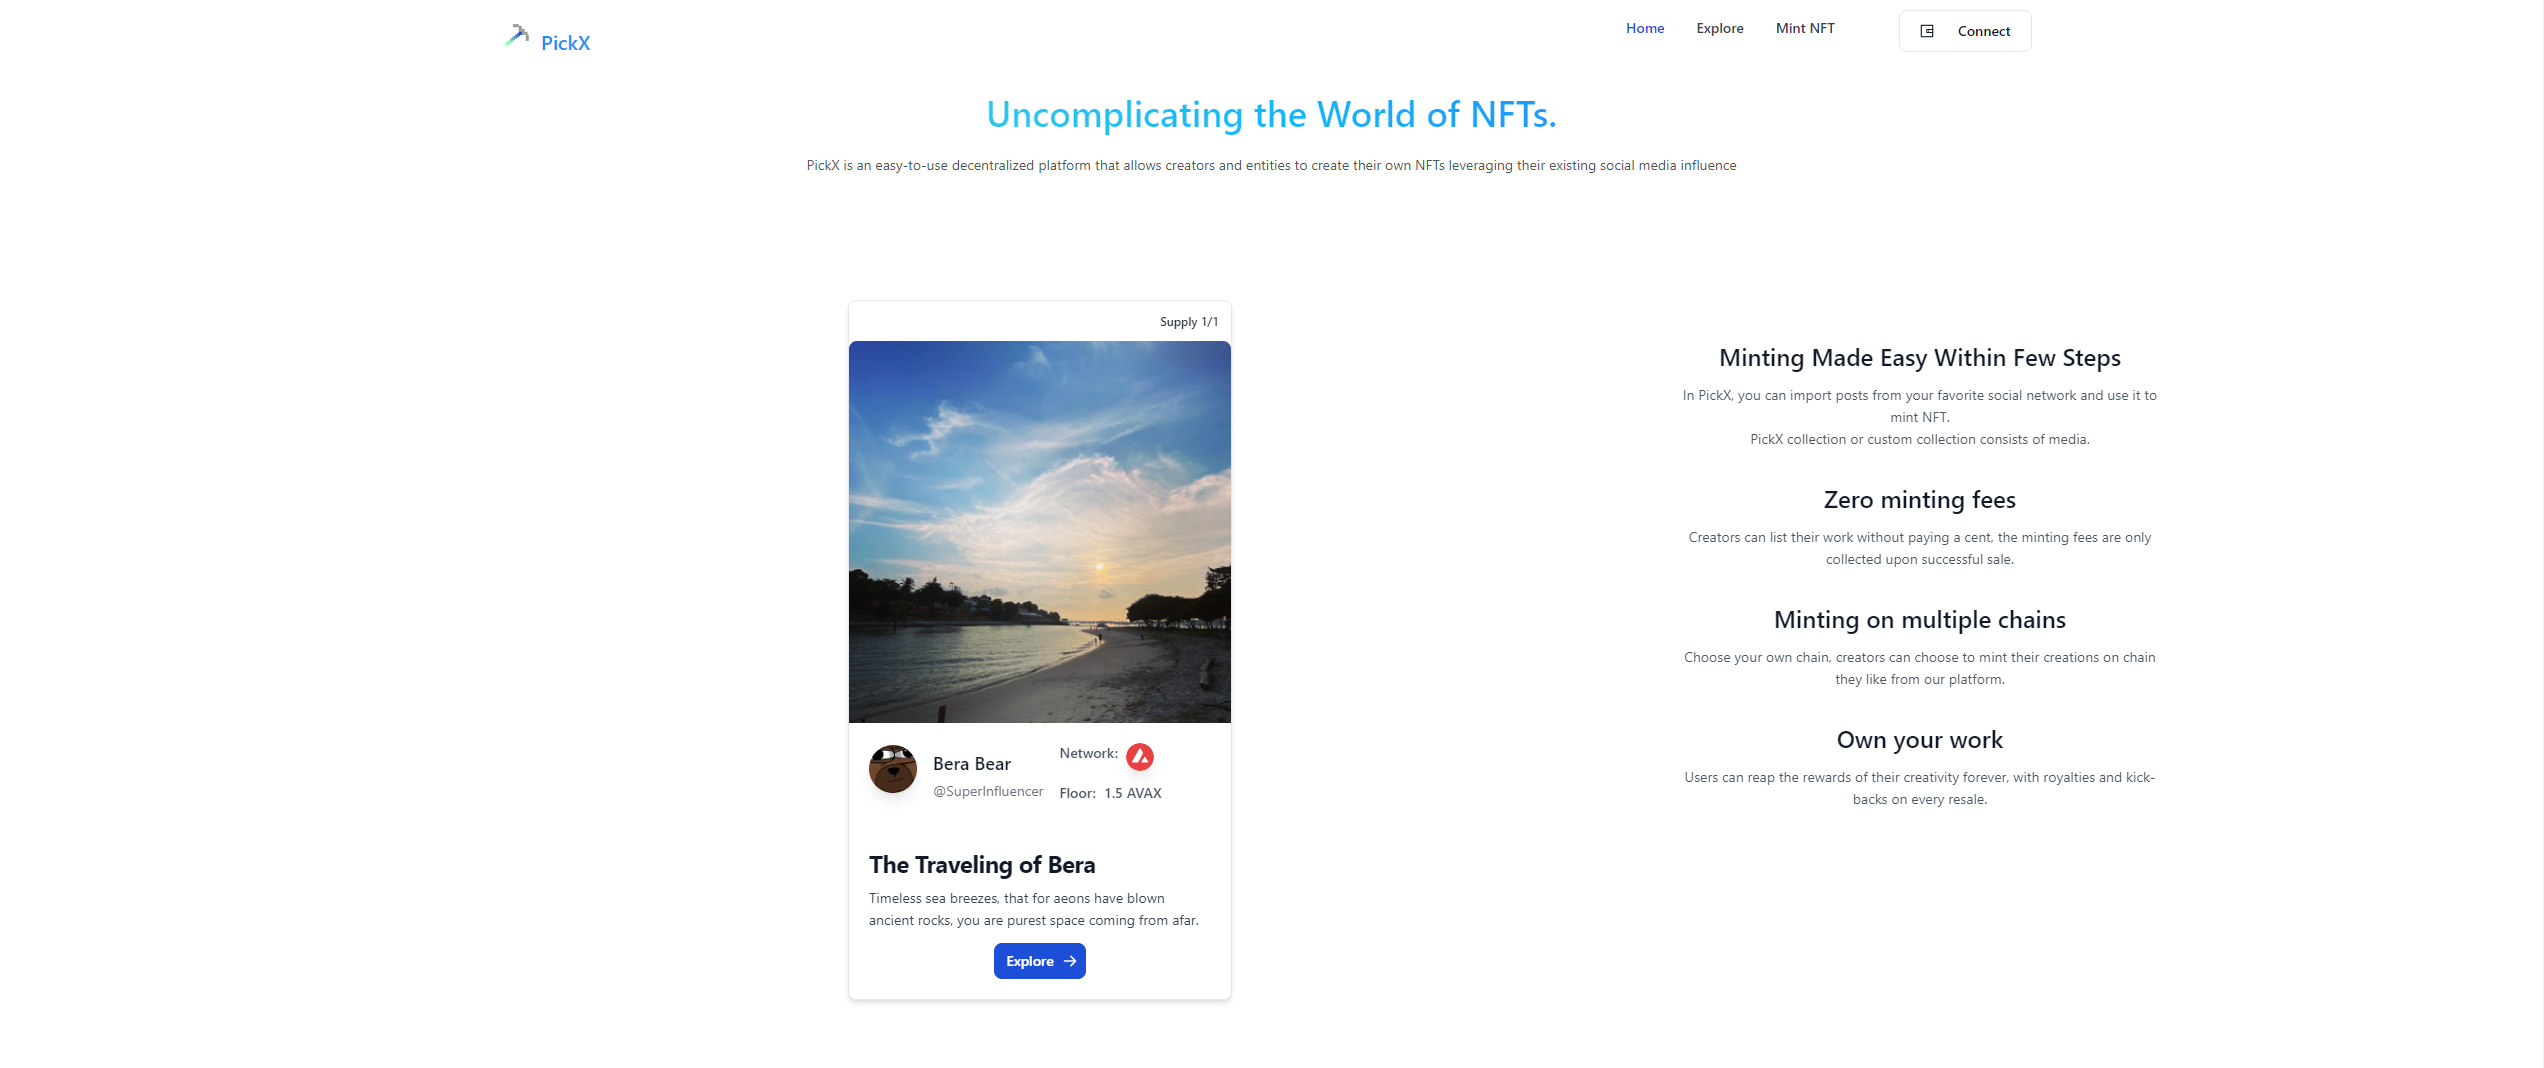 PickX
Home
Explore
Mint NFT
Connect
Uncomplicating the World of NFTs.
PickX is an easy-to-use decentralized platform that allows creators and entities to create their own NFTs leveraging their existing social media influence
Supply 1/1
Bera Bear
@SuperInfluencer
Network:
Floor: 1.5 AVAX
The Traveling of Bera
Timeless sea breezes, that for aeons have blown
ancient rocks, you are purest space coming from afar.
Explore
Minting Made Easy Within Few Steps
In PickX, you can import posts from your favorite social network and use it to
mint NFT.
PickX collection or custom collection consists of media.
Zero minting fees
Creators can list their work without paying a cent, the minting fees are only
collected upon successful sale.
Minting on multiple chains
Choose your own chain, creators can choose to mint their creations on chain
they like from our platform.
Own your work
Users can reap the rewards of their creativity forever, with royalties and kick-
backs on every resale.